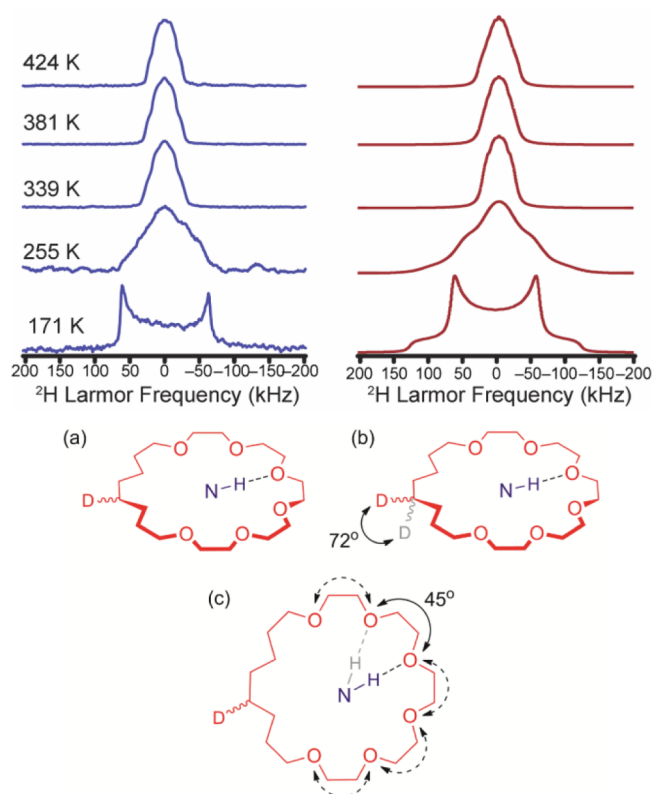 424 K
381 K
339 K
255 K
171 K
200 150 100 50 0 -50-100-150-200
200 150 100 50 0 -50-100-150-200
²H Larmor Frequency (kHz)
²H Larmor Frequency (kHz)
(a)
O O
O
D
N H
O
O O
(b)
O O
O
D
N H
D
O
72°
O O
(c)
45°
O O
H
O
N H
D
O
O O